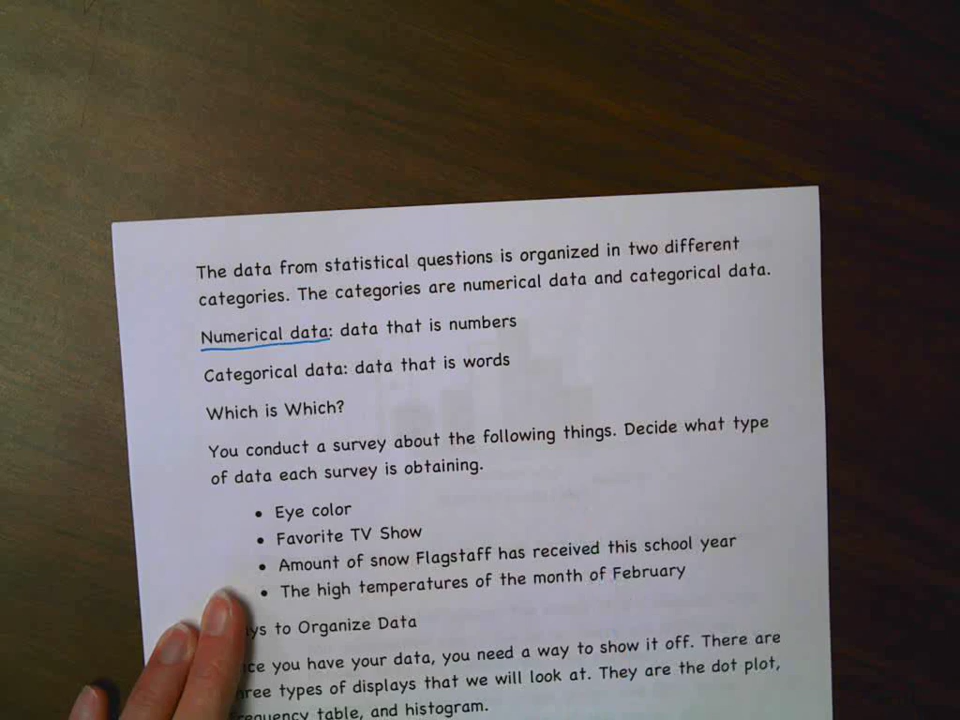 The data from statistical questions is organized in two different
categories. The categories are numerical data and categorical data.
Numerical data: data that is numbers
Categorical data: data that is words
Which is Which?
You conduct a survey about the following things. Decide what type
of data each survey is obtaining.
• Eye color
• Favorite TV Show
• Amount of snow Flagstaff has received this school year
• The high temperatures of the month of February
to Organize Data
you have your data, you need a way to show it off. There are
types of displays that we will look at. They are the dot plot,
table, and histogram.